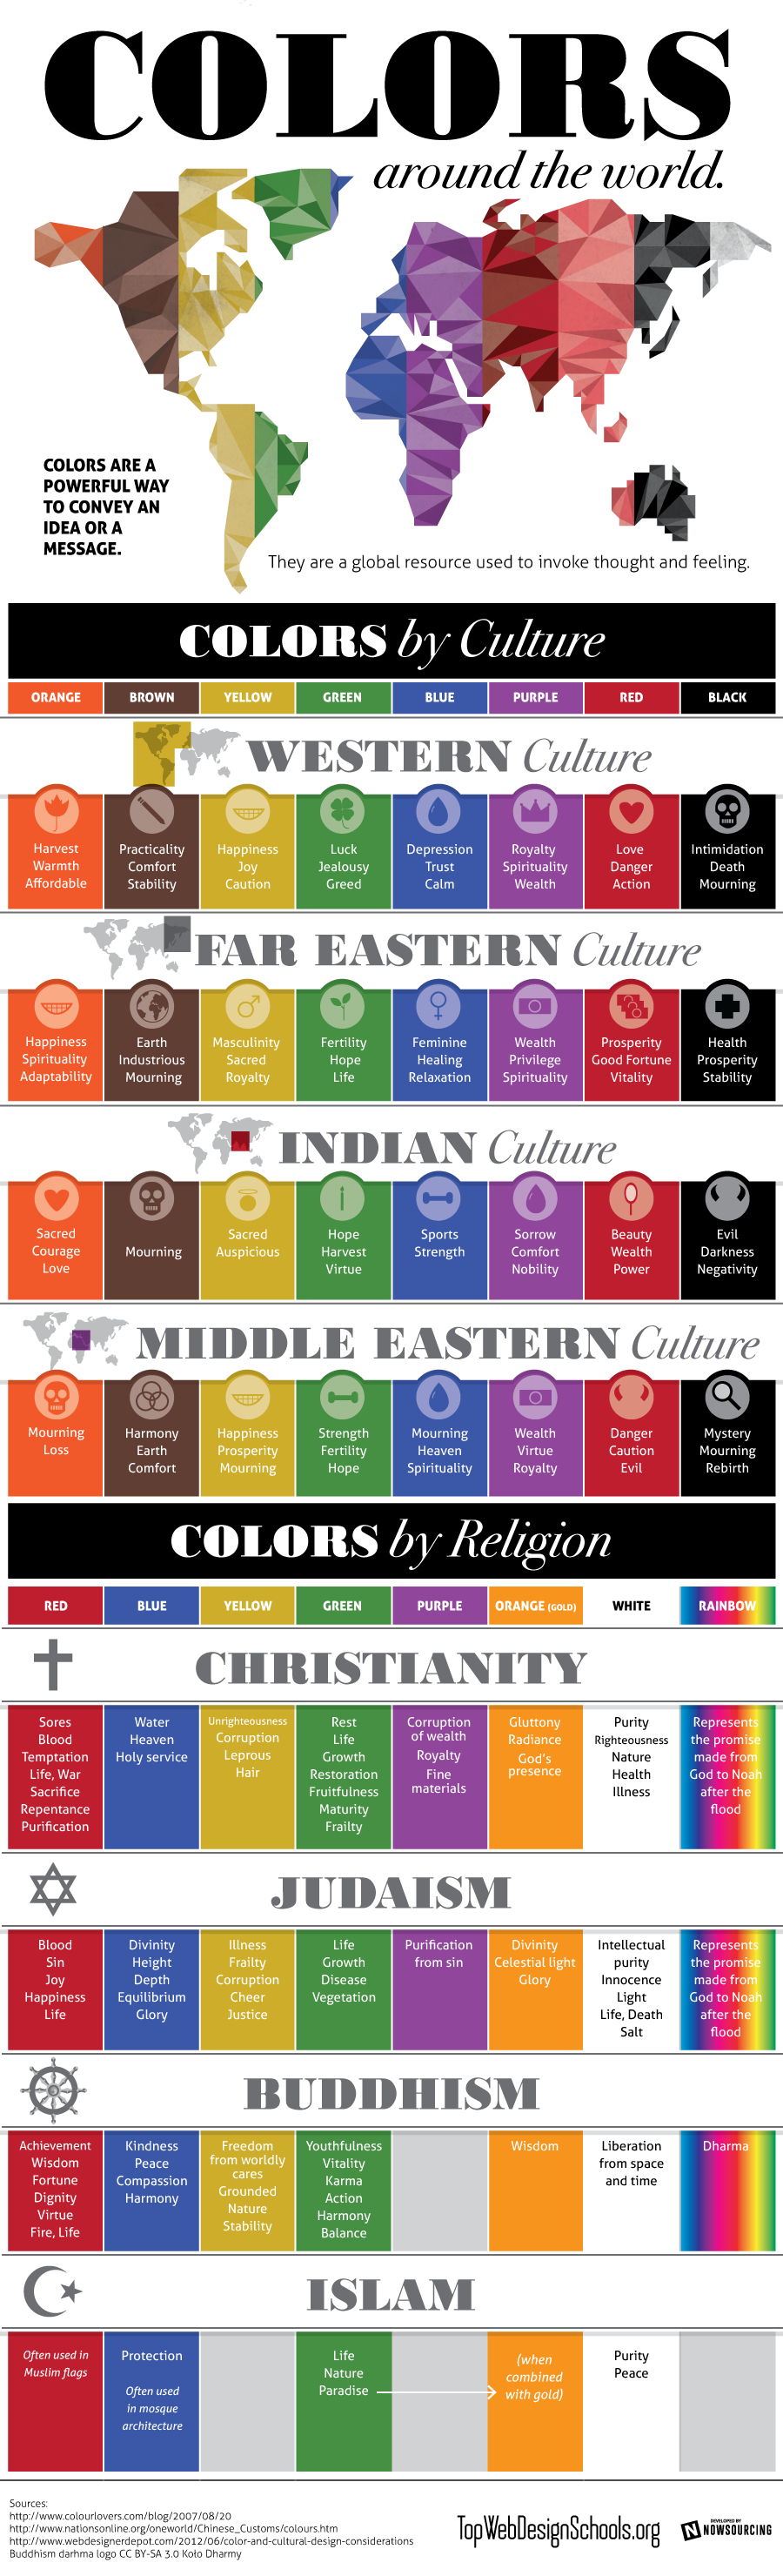 COLORS
around the world.
COLORS ARE A
POWERFUL WAY
TO CONVEY AN
IDEA OR A
MESSAGE.
They are a global resource used to invoke thought and feeling.
COLORS by Culture
ORANGE BROWN YELLOW GREEN BLUE PURPLE RED BLACK
WESTERN Culture
Harvest
Warmth
Affordable
Practicality
Comfort
Stability
Happiness
Joy
Caution
Luck
Jealousy
Greed
Depression
Trust
Calm
Royalty
Spirituality
Wealth
Love
Danger
Action
Intimidation
Death
Mourning
FAR EASTERN Culture
Happiness
Spirituality
Adaptability
Earth
Industrious
Mourning
Masculinity
Sacred
Royalty
Fertility
Hope
Life
Feminine
Healing
Relaxation
Wealth
Privilege
Spirituality
Prosperity
Good Fortune
Vitality
Health
Prosperity
Stability
INDIAN Culture
Sacred
Courage
Love
Mourning
Sacred
Auspicious
Hope
Harvest
Virtue
Sports
Strength
Sorrow
Comfort
Nobility
Beauty
Wealth
Power
Evil
Darkness
Negativity
MIDDLE EASTERN Culture
Mourning
Loss
Harmony
Earth
Comfort
Happiness
Prosperity
Mourning
Strength
Fertility
Hope
Mourning
Heaven
Spirituality
Wealth
Virtue
Royalty
Danger
Caution
Evil
Mystery
Mourning
Rebirth
COLORS by Religion
RED BLUE YELLOW GREEN PURPLE ORANGE (GOLD) WHITE RAINBOW
CHRISTIANITY
Sores
Blood
Temptation
Life, War
Sacrifice
Repentance
Purification
Water
Heaven
Holy service
Unrighteousness
Corruption
Leprous
Hair
Rest
Life
Growth
Restoration
Fruitfulness
Maturity
Frailty
Corruption
of wealth
Royalty
Fine
materials
Gluttony
Radiance
God's
presence
Purity
Righteousness
Nature
Health
Illness
Represents
the promise
made from
God to Noah
after the
flood
JUDAISM
Blood
Sin
Joy
Happiness
Life
Divinity
Height
Depth
Equilibrium
Glory
Illness
Frailty
Corruption
Cheer
Justice
Life
Growth
Disease
Vegetation
Purification
from sin
Divinity
Celestial light
Glory
Intellectual
purity
Innocence
Light
Life, Death
Salt
Represents
the promise
made from
God to Noah
after the
flood
BUDDHISM
Achievement
Wisdom
Fortune
Dignity
Virtue
Fire, Life
Kindness
Peace
Compassion
Harmony
Freedom
from worldly
cares
Grounded
Nature
Stability
Youthfulness
Vitality
Karma
Action
Harmony
Balance
Wisdom
Liberation
from space
and time
Dharma
ISLAM
Often used in
Muslim flags
Protection
Often used
in mosque
architecture
Life
Nature
Paradise
(when
combined
with gold)
Purity
Peace
Sources:
http://www.colourlovers.com/blog/2007/08/20
http://www.nationsonline.org/oneworld/Chinese_Customs/colours.htm
http://www.webdesignerdepot.com/2012/06/color-and-cultural-design-considerations
Buddhism darhma logo CC BY-SA 3.0 Koło Dharmy
TopWebDesignSchools.org
DEVELOPED BY
N NOWSOURCING